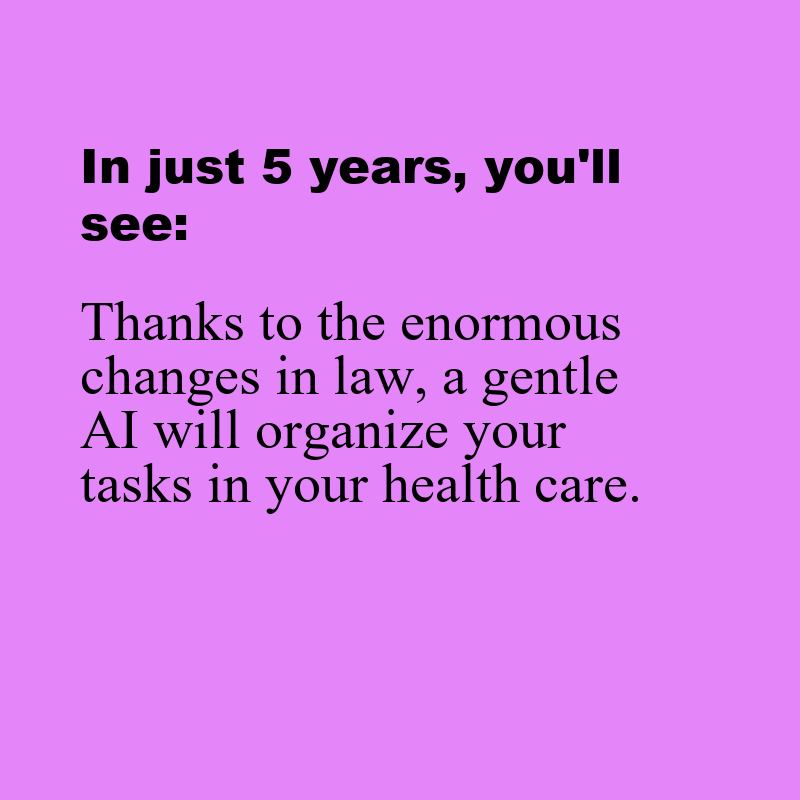 In just 5 years, you'll
see:
Thanks to the enormous
changes in law, a gentle
AI will organize your
tasks in your health care.